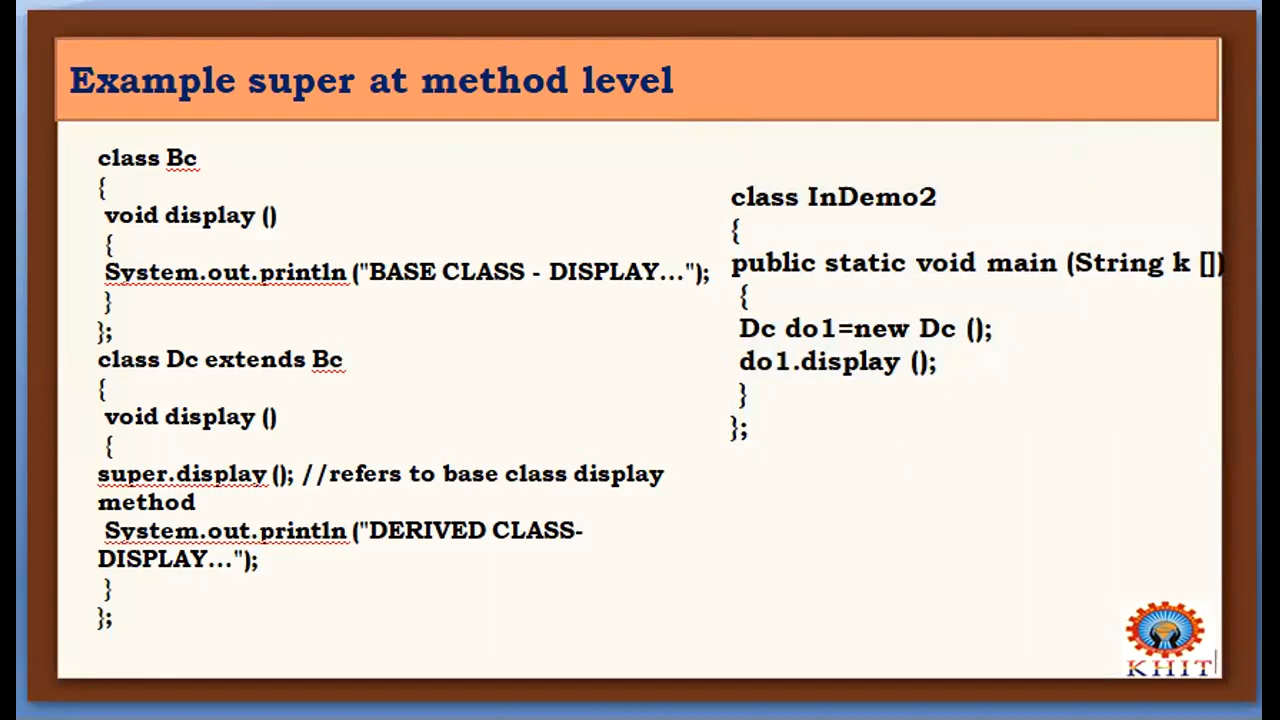 Example super at method level
class Bc
{
void display ()
{
System.out.println ("BASE CLASS - DISPLAY...");
}
};
class Dc extends Bc
{
void display ()
{
super.display (); //refers to base class display
method
System.out.println ("DERIVED CLASS-
DISPLAY...");
}
};
class InDemo2
{
public static void main (String k [])
{
Dc do1=new Dc ();
do1.display ();
}
};
KHIT